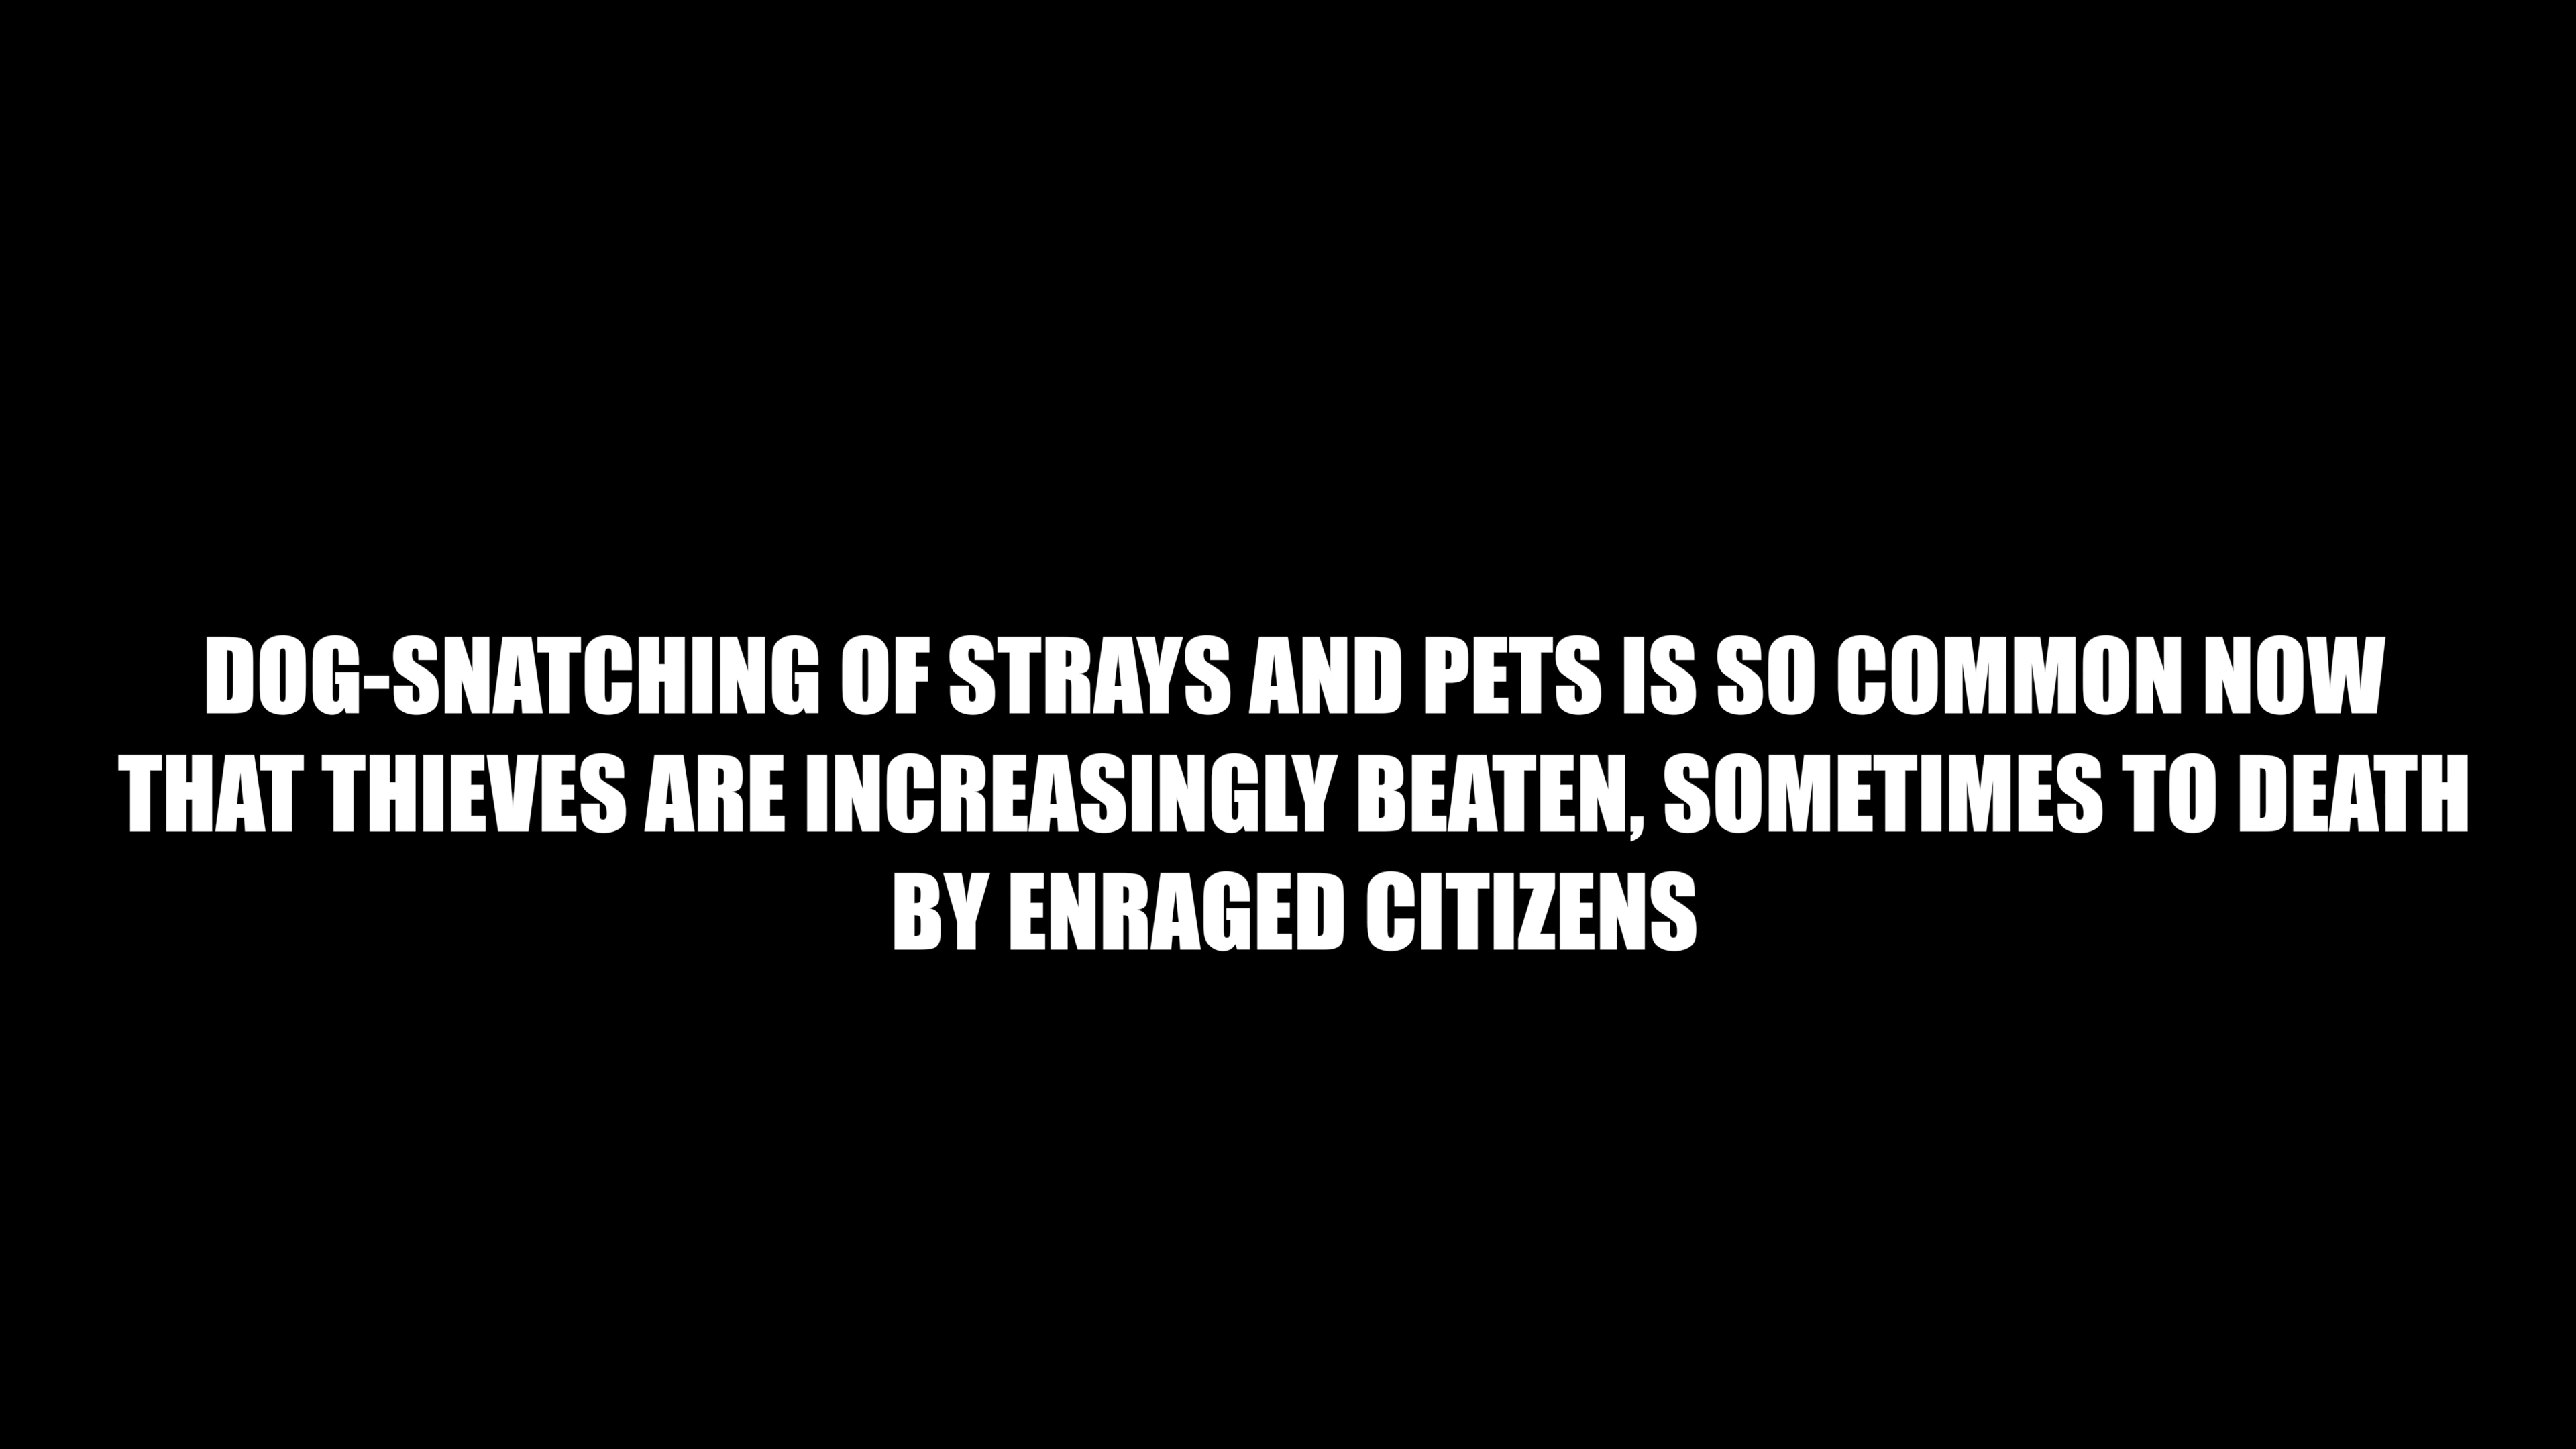 DOG-SNATCHING OF STRAYS AND PETS IS SO COMMON NOW
THAT THIEVES ARE INCREASINGLY BEATEN, SOMETIMES TO DEATH
BY ENRAGED CITIZENS